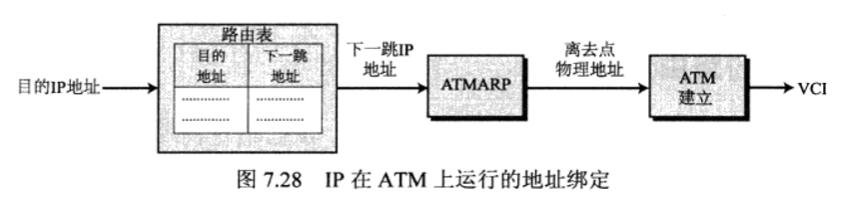 路由表
目的
地址
下一跳
地址
目的IP地址
下一跳IP
地址
ATMARP
离去点
物理地址
ATM
建立
VCI
图 7.28 IP 在 ATM 上运行的地址绑定